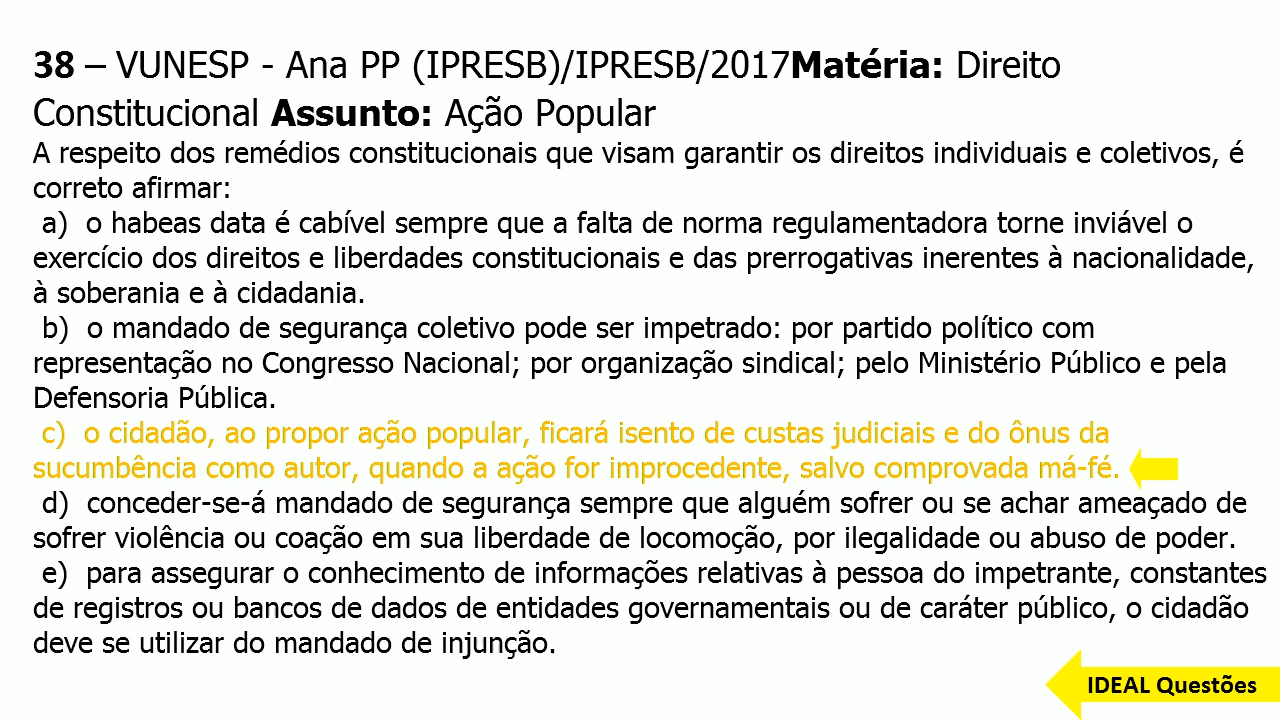 38 – VUNESP - Ana PP (IPRESB)/IPRESB/2017Matéria: Direito
Constitucional Assunto: Ação Popular
A respeito dos remédios constitucionais que visam garantir os direitos individuais e coletivos, é
correto afirmar:
a)  o habeas data é cabível sempre que a falta de norma regulamentadora torne inviável o
exercício dos direitos e liberdades constitucionais e das prerrogativas inerentes à nacionalidade,
à soberania e à cidadania.
b)  o mandado de segurança coletivo pode ser impetrado: por partido político com
representação no Congresso Nacional; por organização sindical; pelo Ministério Público e pela
Defensoria Pública.
c)  o cidadão, ao propor ação popular, ficará isento de custas judiciais e do ônus da
sucumbência como autor, quando a ação for improcedente, salvo comprovada má-fé.
d)  conceder-se-á mandado de segurança sempre que alguém sofrer ou se achar ameaçado de
sofrer violência ou coação em sua liberdade de locomoção, por ilegalidade ou abuso de poder.
e)  para assegurar o conhecimento de informações relativas à pessoa do impetrante, constantes
de registros ou bancos de dados de entidades governamentais ou de caráter público, o cidadão
deve se utilizar do mandado de injunção.
IDEAL Questões